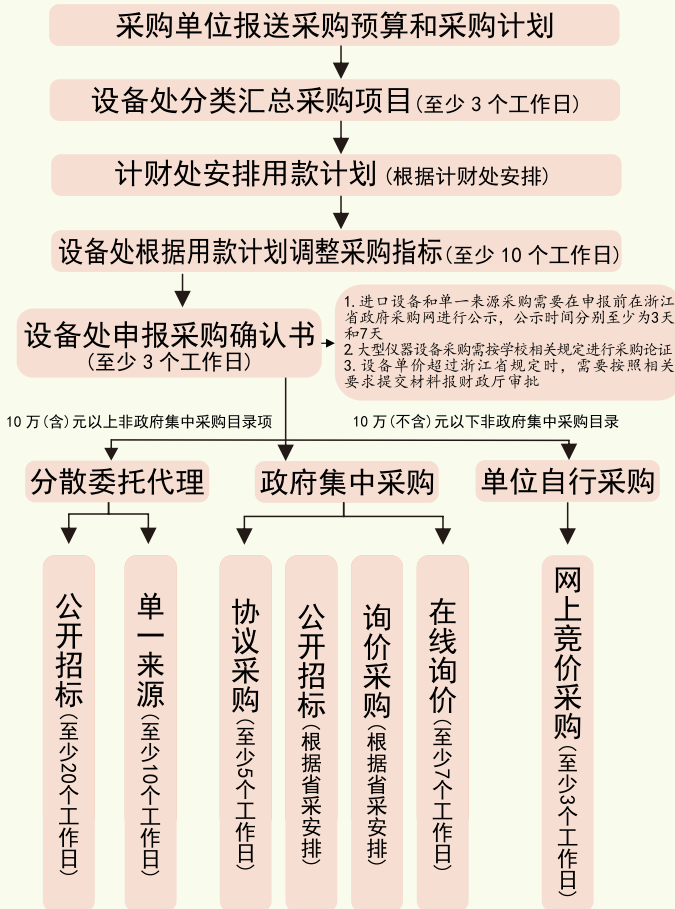 采购单位报送采购预算和采购计划
设备处分类汇总采购项目(至少3个工作日)
计财处安排用款计划(根据计财处安排)
设备处根据用款计划调整采购指标(至少10个工作日)
设备处申报采购确认书
(至少3个工作日)
1.进口设备和单一来源采购需要在申报前在浙江
省政府采购网进行公示，公示时间分别至少为3天
和7天
2.大型仪器设备采购需按学校相关规定进行采购论证
3.设备单价超过浙江省规定时，需要按照相关
要求提交材料报财政厅审批
10万(含)元以上非政府集中采购目录项
10万(不含)元以下非政府集中采购目录
分散委托代理
政府集中采购
单位自行采购
公开招标(至少20个工作日)
单一来源(至少10个工作日)
协议采购(至少5个工作日)
公开招标(根据省采安排)
询价采购(根据省采安排)
在线询价(至少7个工作日)
网上竞价采购(至少3个工作日)